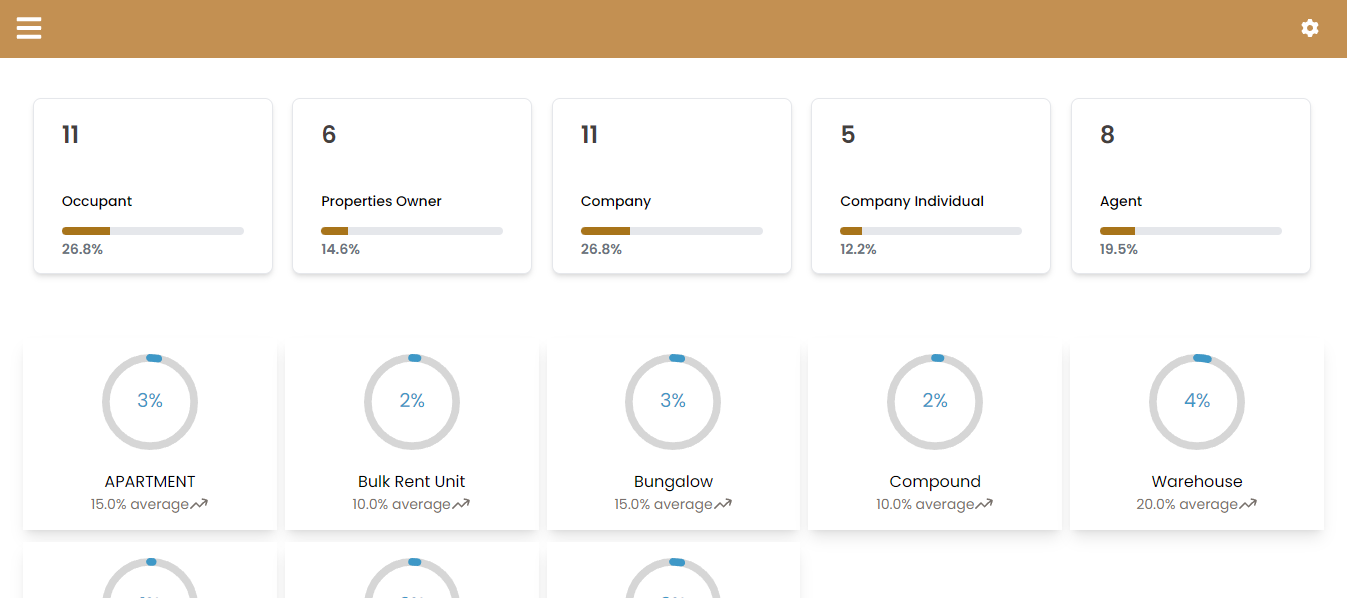 11
6
11
5
8
Occupant
Properties Owner
Company
Company Individual
Agent
26.8%
14.6%
26.8%
12.2%
19.5%
3%
2%
3%
2%
4%
APARTMENT
Bulk Rent Unit
Bungalow
Compound
Warehouse
15.0% average
10.0% average
15.0% average
10.0% average
20.0% average